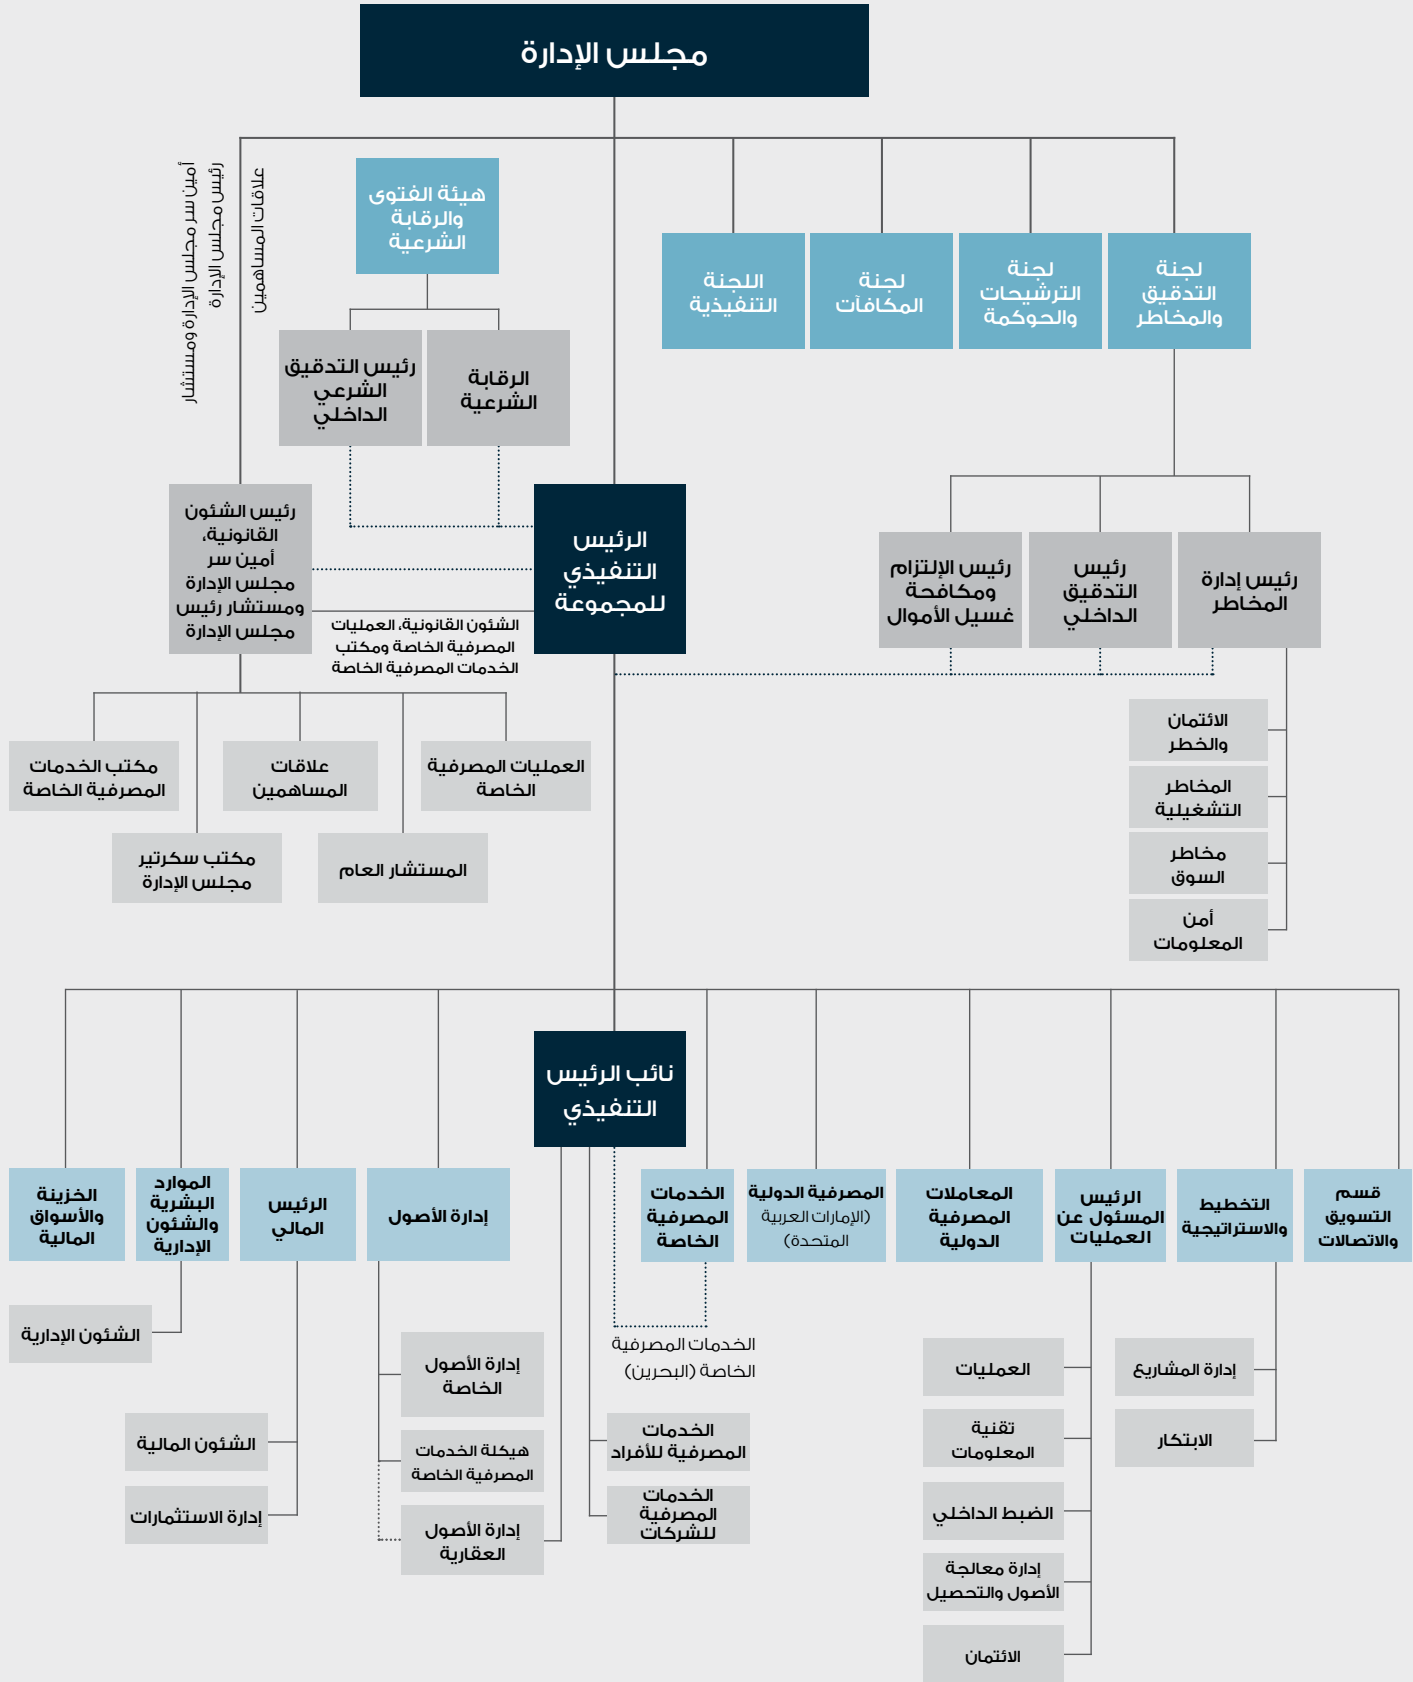 مجلس الإدارة
علاقات المساهمين
رئيس مجلس الإدارة
أمين سر مجلس الإدارة ومستشار
هيئة الفتوى
والرقابة
الشرعية
لجنة
التدقيق
والمخاطر
لجنة
الترشيحات
والحوكمة
لجنة
المكافآت
اللجنة
التنفيذية
الرقابة
الشرعية
رئيس التدقيق
الشرعي
الداخلي
الرئيس
التنفيذي
للمجموعة
رئيس الشئون
القانونية،
أمين سر
مجلس الإدارة
ومستشار رئيس
مجلس الإدارة
الشئون القانونية، العمليات
المصرفية الخاصة ومكتب
الخدمات المصرفية الخاصة
رئيس إدارة
المخاطر
رئيس
التدقيق
الداخلي
رئيس الإلتزام
ومكافحة
غسيل الأموال
الائتمان
والخطر
المخاطر
التشغيلية
مخاطر
السوق
أمن
المعلومات
العمليات المصرفية
الخاصة
علاقات
المساهمين
مكتب الخدمات
المصرفية الخاصة
المستشار العام
مكتب سكرتير
مجلس الإدارة
نائب الرئيس
التنفيذي
قسم
التسويق
والاتصالات
التخطيط
والاستراتيجية
الرئيس
المسئول عن
العمليات
المعاملات
المصرفية
الدولية
المصرفية الدولية
(الإمارات العربية
المتحدة)
الخدمات
المصرفية
الخاصة
إدارة الأصول
الرئيس
المالي
الموارد
البشرية
والشئون
الإدارية
الخزينة
والأسواق
المالية
إدارة المشاريع
الابتكار
العمليات
تقنية
المعلومات
الضبط الداخلي
إدارة معالجة
الأصول والتحصيل
الائتمان
الخدمات المصرفية
الخاصة (البحرين)
الخدمات
المصرفية للأفراد
الخدمات
المصرفية
للشركات
إدارة الأصول
الخاصة
هيكلة الخدمات
المصرفية الخاصة
إدارة الأصول
العقارية
الشئون المالية
إدارة الاستثمارات
الشئون الإدارية